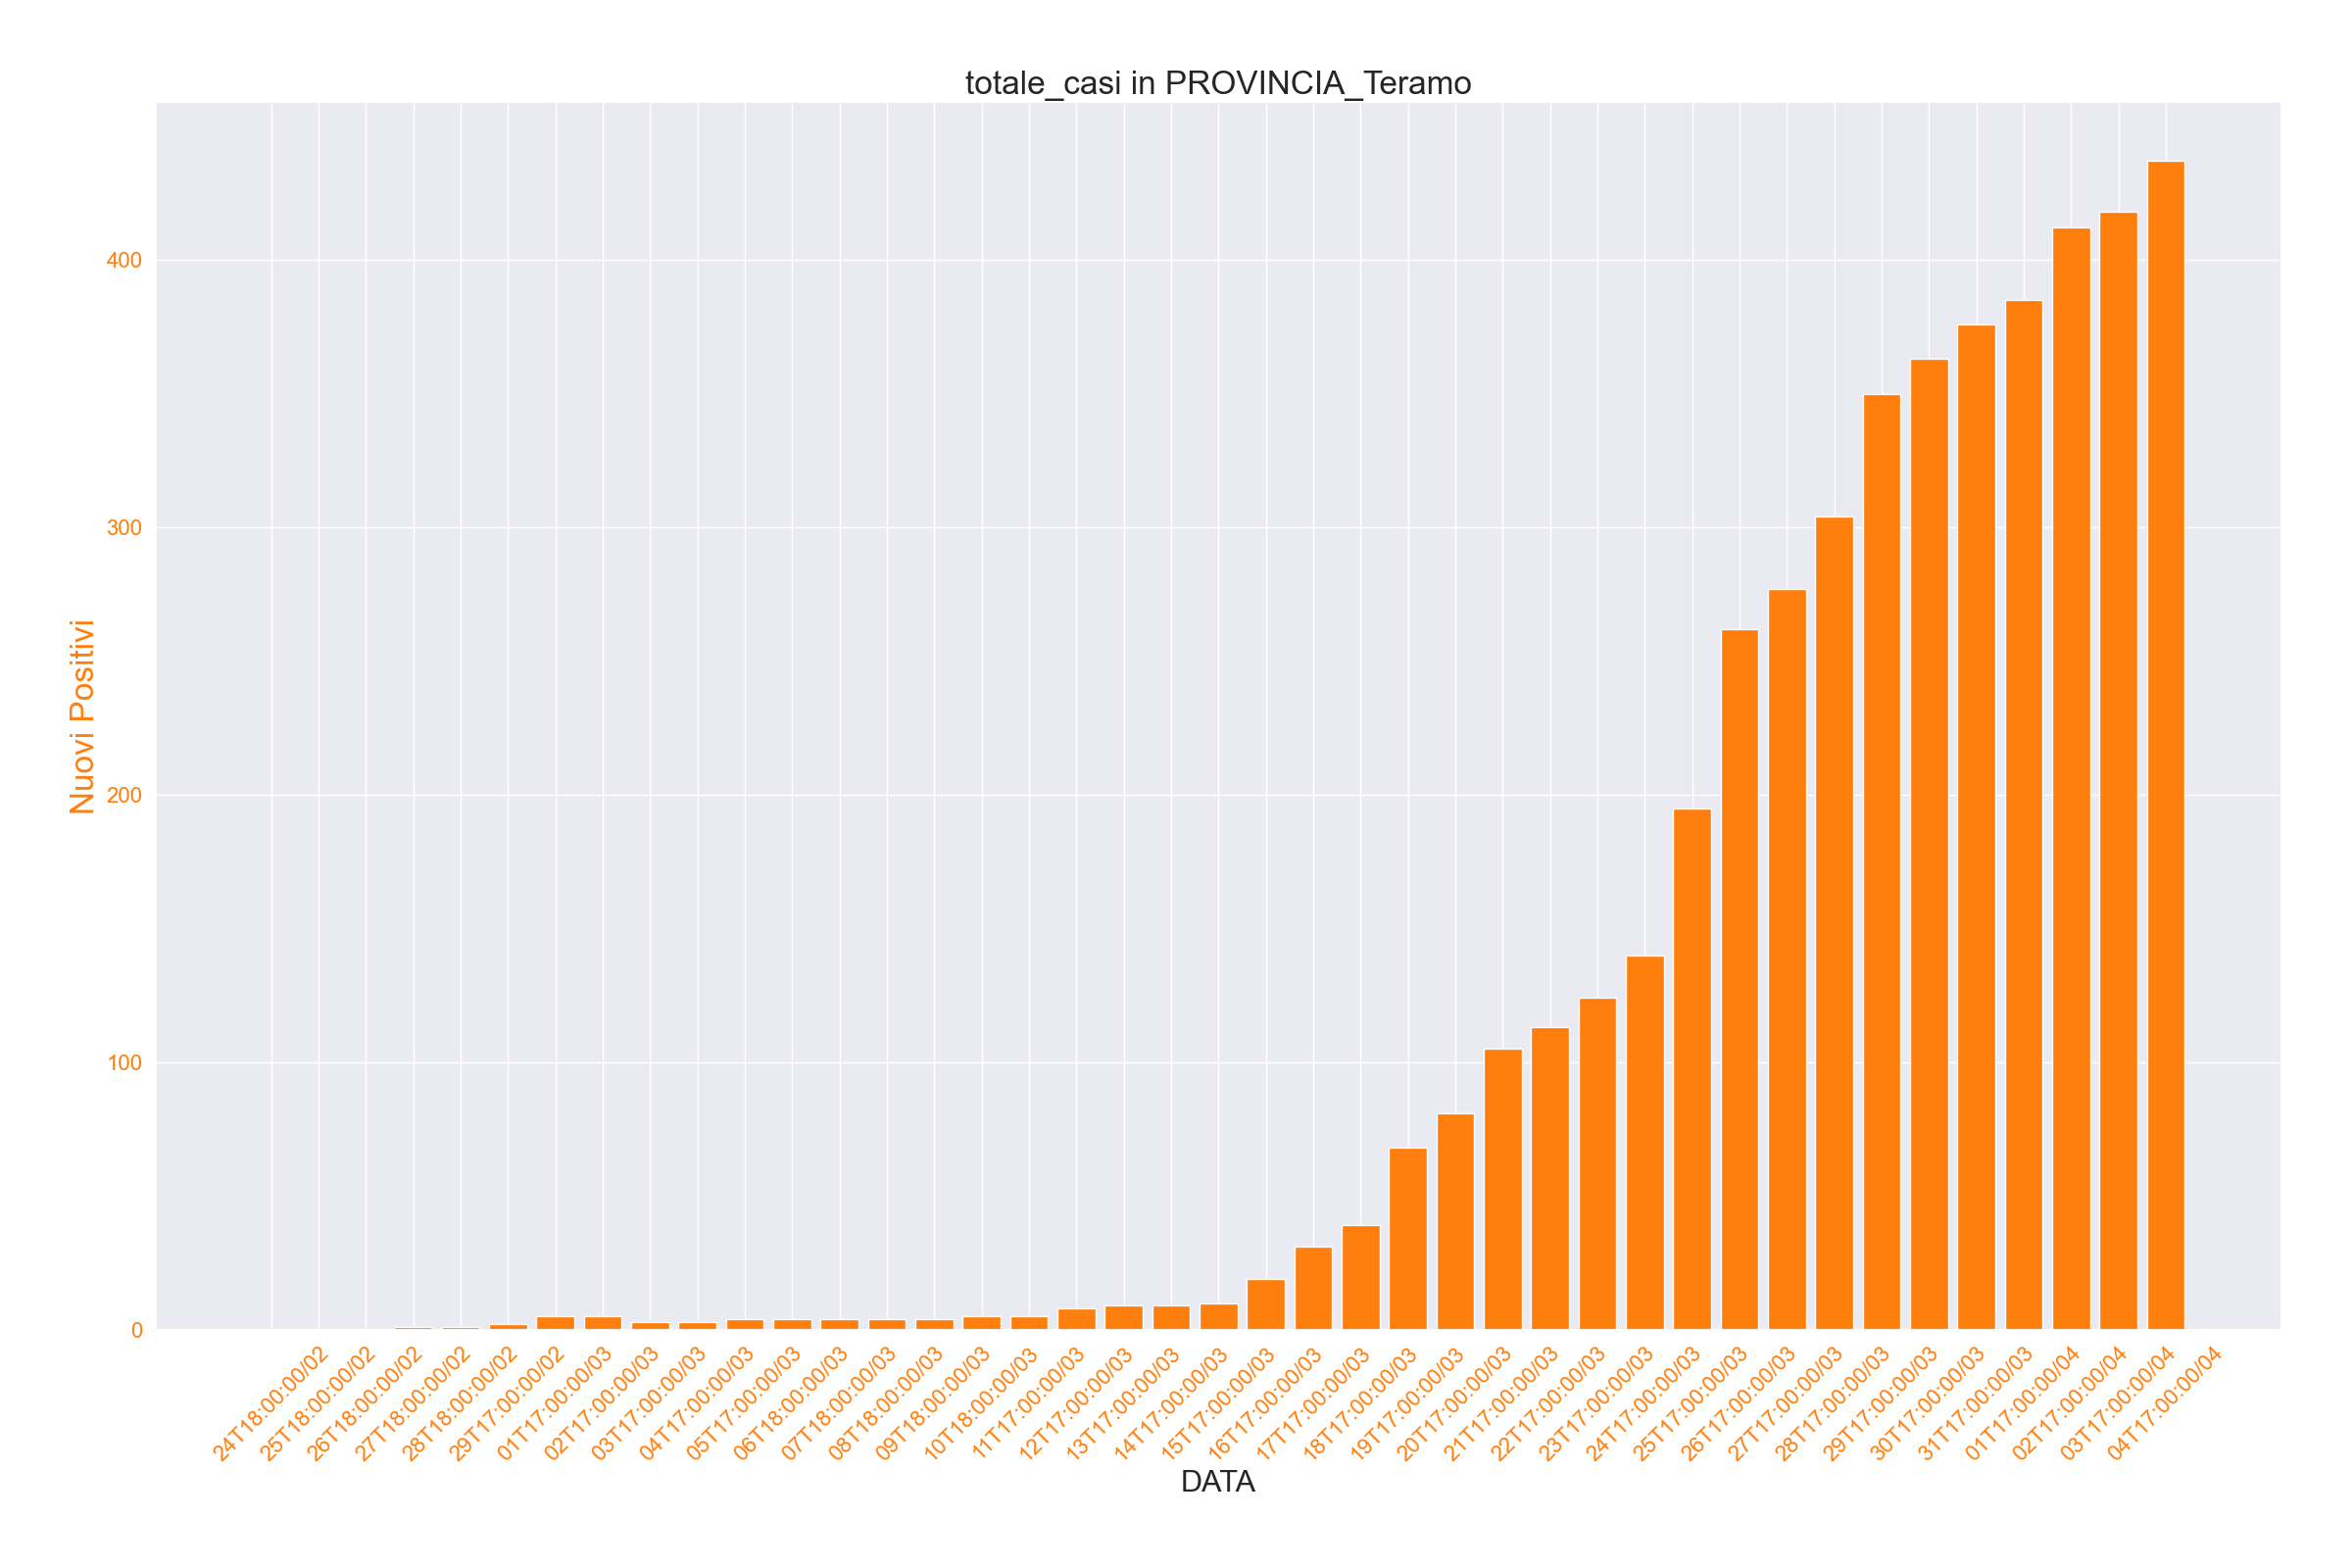 totale_casi in PROVINCIA_Teramo
Nuovi Positivi
400
300
200
100
0
24T18:00:00/02
25T18:00:00/02
26T18:00:00/02
27T18:00:00/02
28T18:00:00/02
29T17:00:00/02
01T17:00:00/03
02T17:00:00/03
03T17:00:00/03
04T17:00:00/03
05T17:00:00/03
06T18:00:00/03
07T18:00:00/03
08T18:00:00/03
09T18:00:00/03
10T18:00:00/03
11T17:00:00/03
12T17:00:00/03
13T17:00:00/03
14T17:00:00/03
15T17:00:00/03
16T17:00:00/03
17T17:00:00/03
18T17:00:00/03
19T17:00:00/03
20T17:00:00/03
21T17:00:00/03
22T17:00:00/03
23T17:00:00/03
24T17:00:00/03
25T17:00:00/03
26T17:00:00/03
27T17:00:00/03
28T17:00:00/03
29T17:00:00/03
30T17:00:00/03
31T17:00:00/03
01T17:00:00/04
02T17:00:00/04
03T17:00:00/04
04T17:00:00/04
DATA